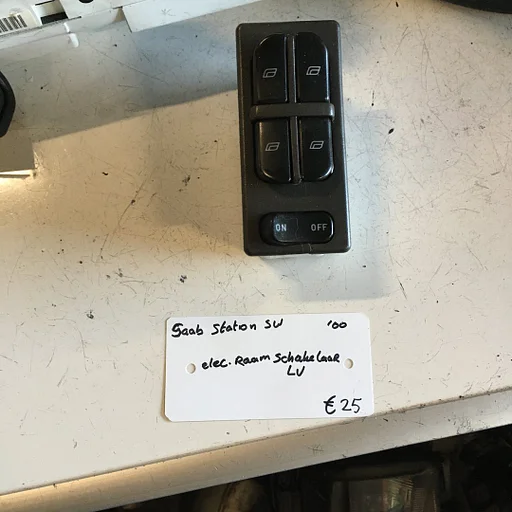 ON OFF
Saab Station SW '00
elec. Raam Schakelaar
LV
€ 25